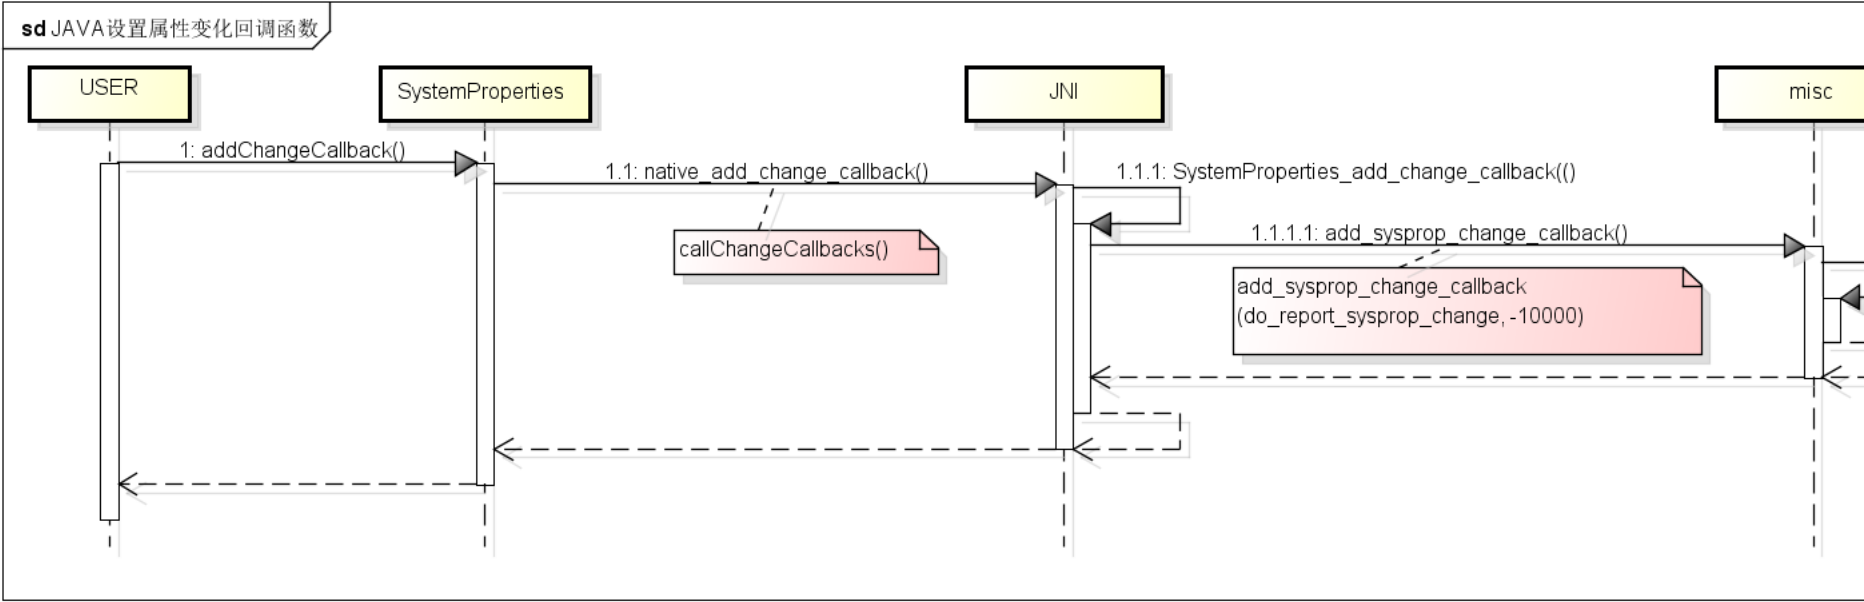 sd JAVA设置属性变化回调函数
USER
SystemProperties
JNI
misc
1: addChangeCallback()
1.1: native_add_change_callback()
1.1.1: SystemProperties_add_change_callback(()
callChangeCallbacks()
1.1.1.1: add_sysprop_change_callback()
add_sysprop_change_callback
(do_report_sysprop_change, -10000)